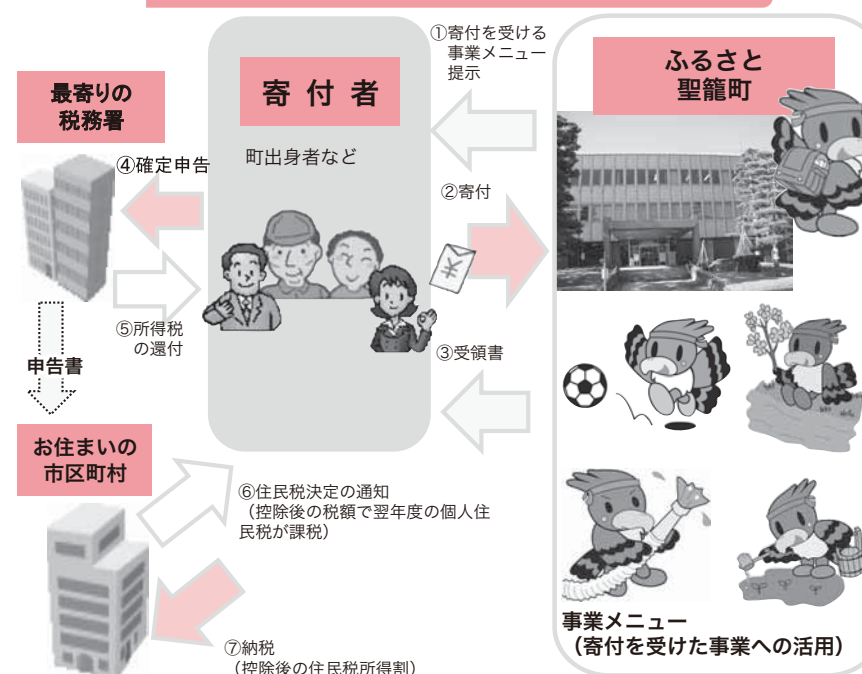 ①寄付を受ける
事業メニュー
提示
ふるさと
聖籠町
寄付者
町出身者など
最寄りの
税務署
④確定申告
②寄付
¥
⑤所得税
の還付
③受領書
申告書
お住まいの
市区町村
⑥住民税決定の通知
（控除後の税額で翌年度の個人住
民税が課税）
⑦納税
（控除後の住民税所得割）
事業メニュー
（寄付を受けた事業への活用）